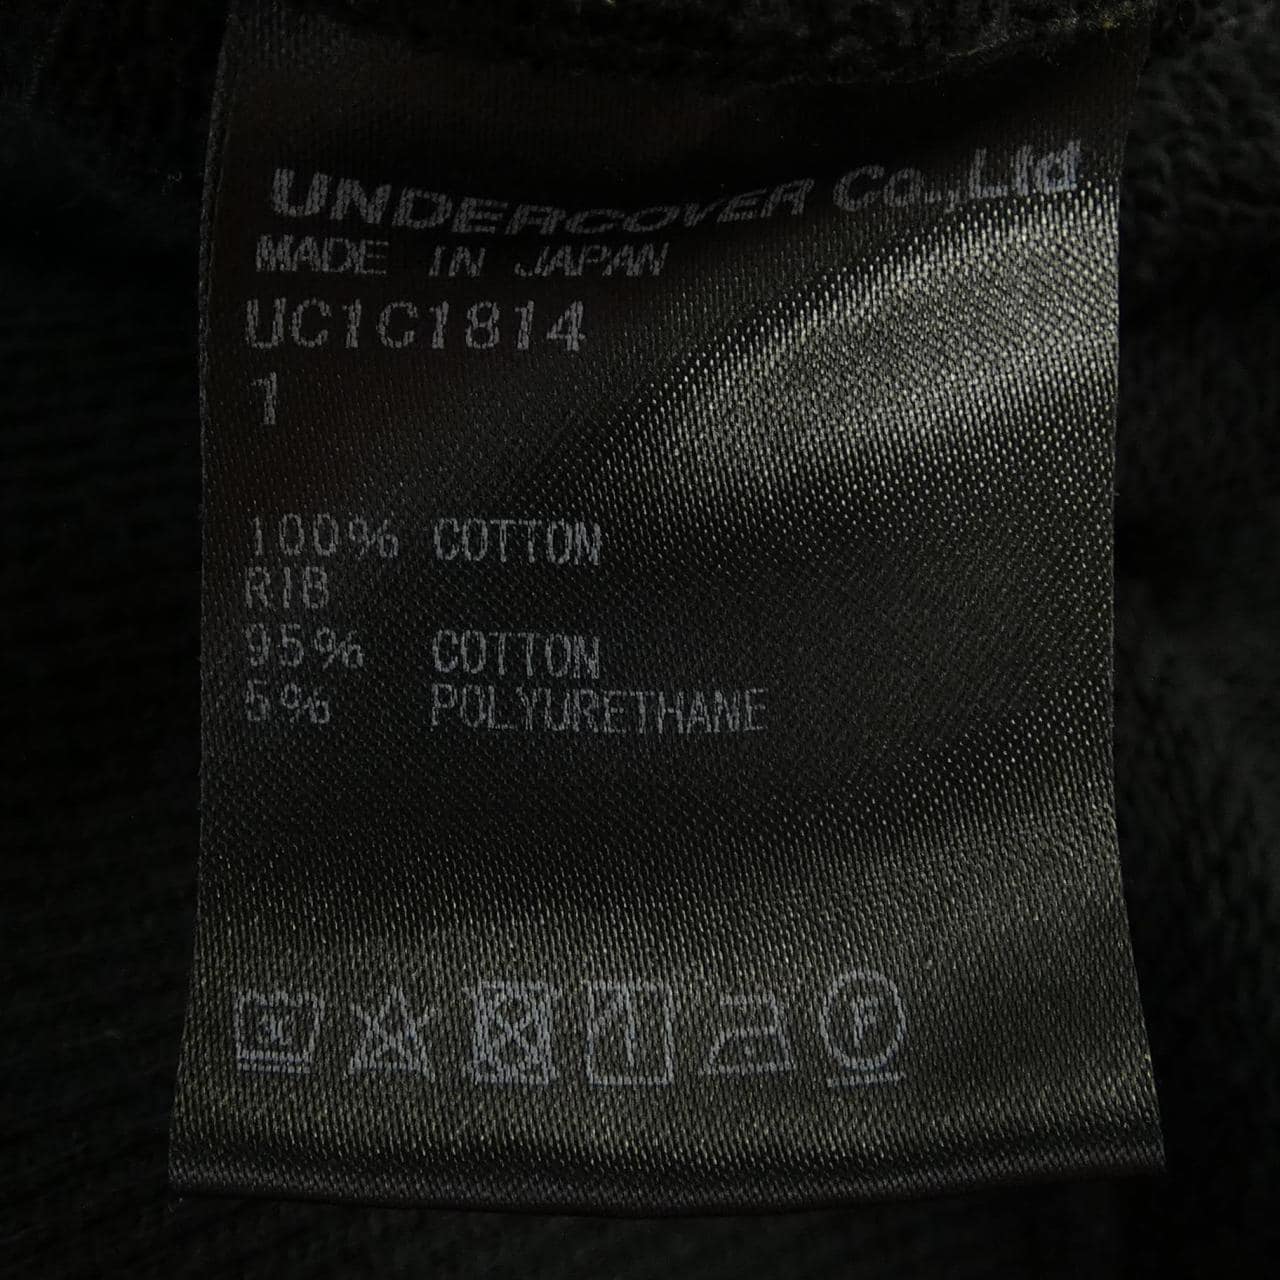 UNDERCOVER Co.,Ltd
MADE IN JAPAN
UC1C1814
1
100% COTTON
RIB
95% COTTON
5% POLYURETHANE
F